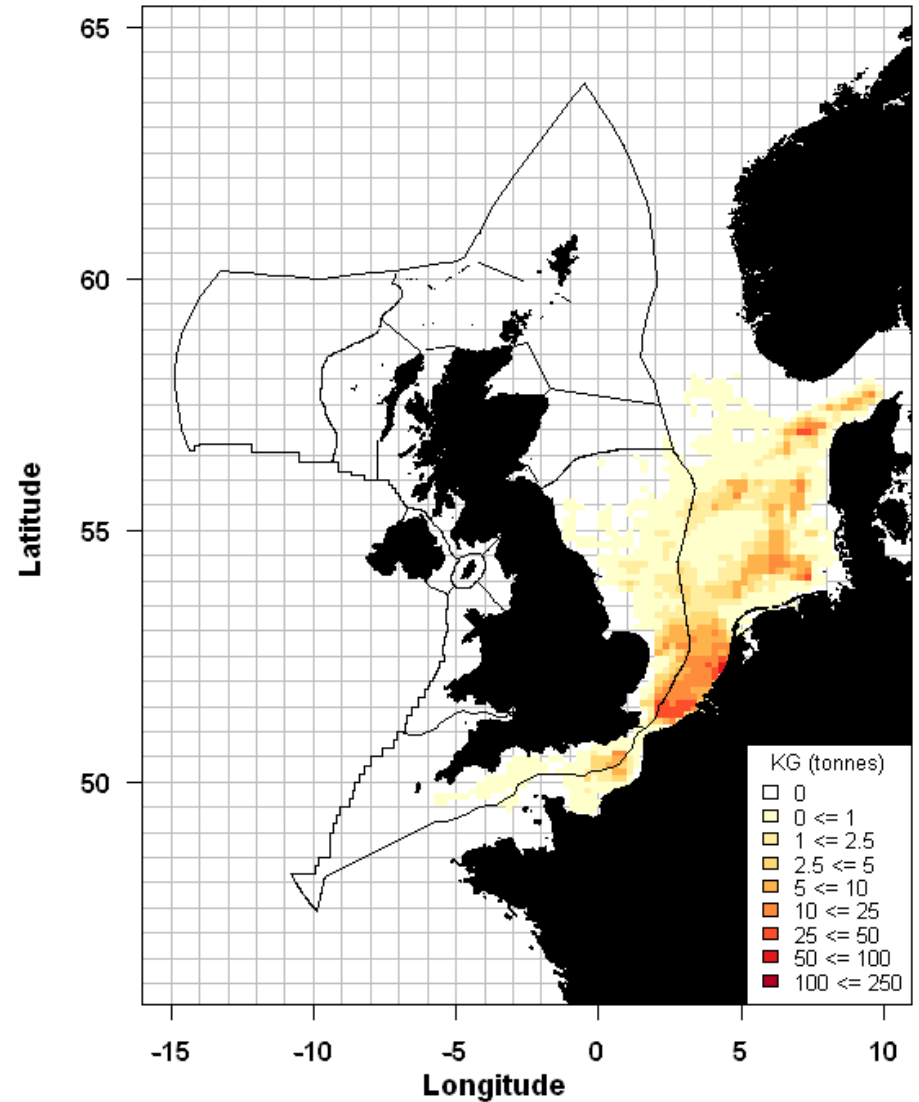 65
60
55
50
Latitude
KG (tonnes)
0
0 <= 1
1 <= 2.5
2.5 <= 5
5 <= 10
10 <= 25
25 <= 50
50 <= 100
100 <= 250
-15 -10 -5 0 5 10
Longitude